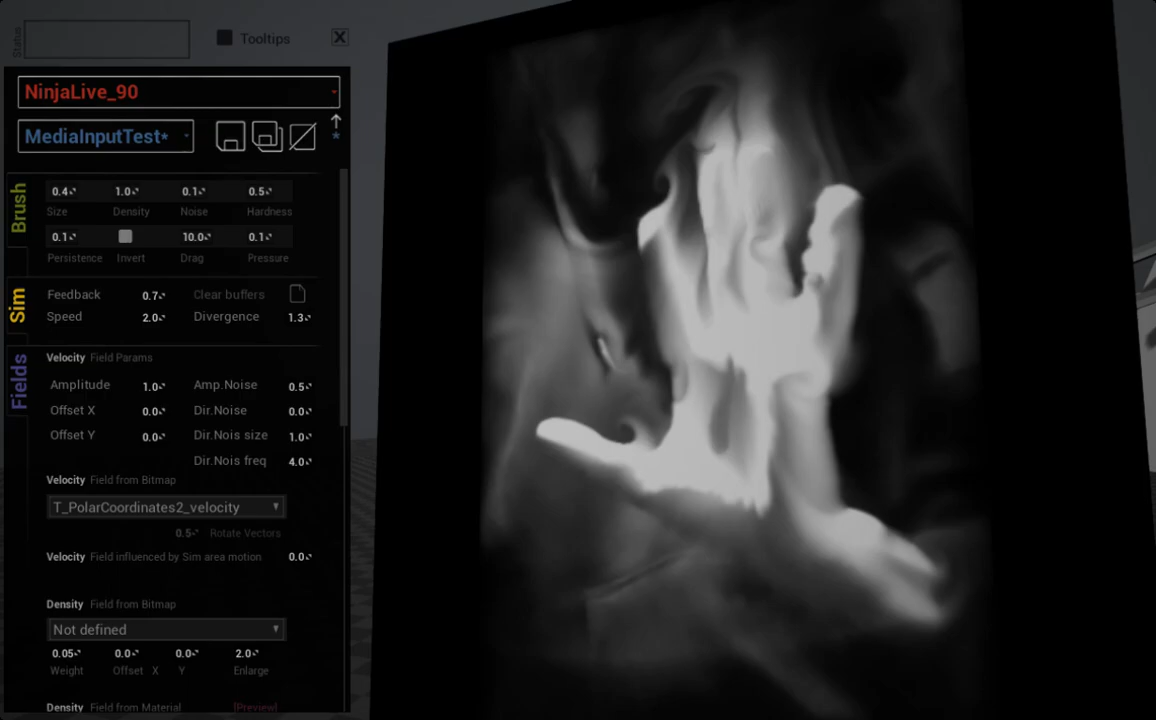 Status
Tooltips X
NinjaLive_90
MediaInputTest*
*
Brush
0.4 1.0 0.1 0.5
Size Density Noise Hardness
0.1 10.0 0.1
Persistence Invert Drag Pressure
Sim
Feedback 0.7 Clear buffers
Speed 2.0 Divergence 1.3
Fields
Velocity Field Params
Amplitude 1.0 Amp.Noise 0.5
Offset X 0.0 Dir.Noise 0.0
Offset Y 0.0 Dir.Nois size 1.0
Dir.Nois freq 4.0
Velocity Field from Bitmap
T_PolarCoordinates2_velocity
0.5 Rotate Vectors
Velocity Field influenced by Sim area motion 0.0
Density Field from Bitmap
Not defined
0.05 0.0 0.0 2.0
Weight Offset X Y Enlarge
Density Field from Material [Preview]